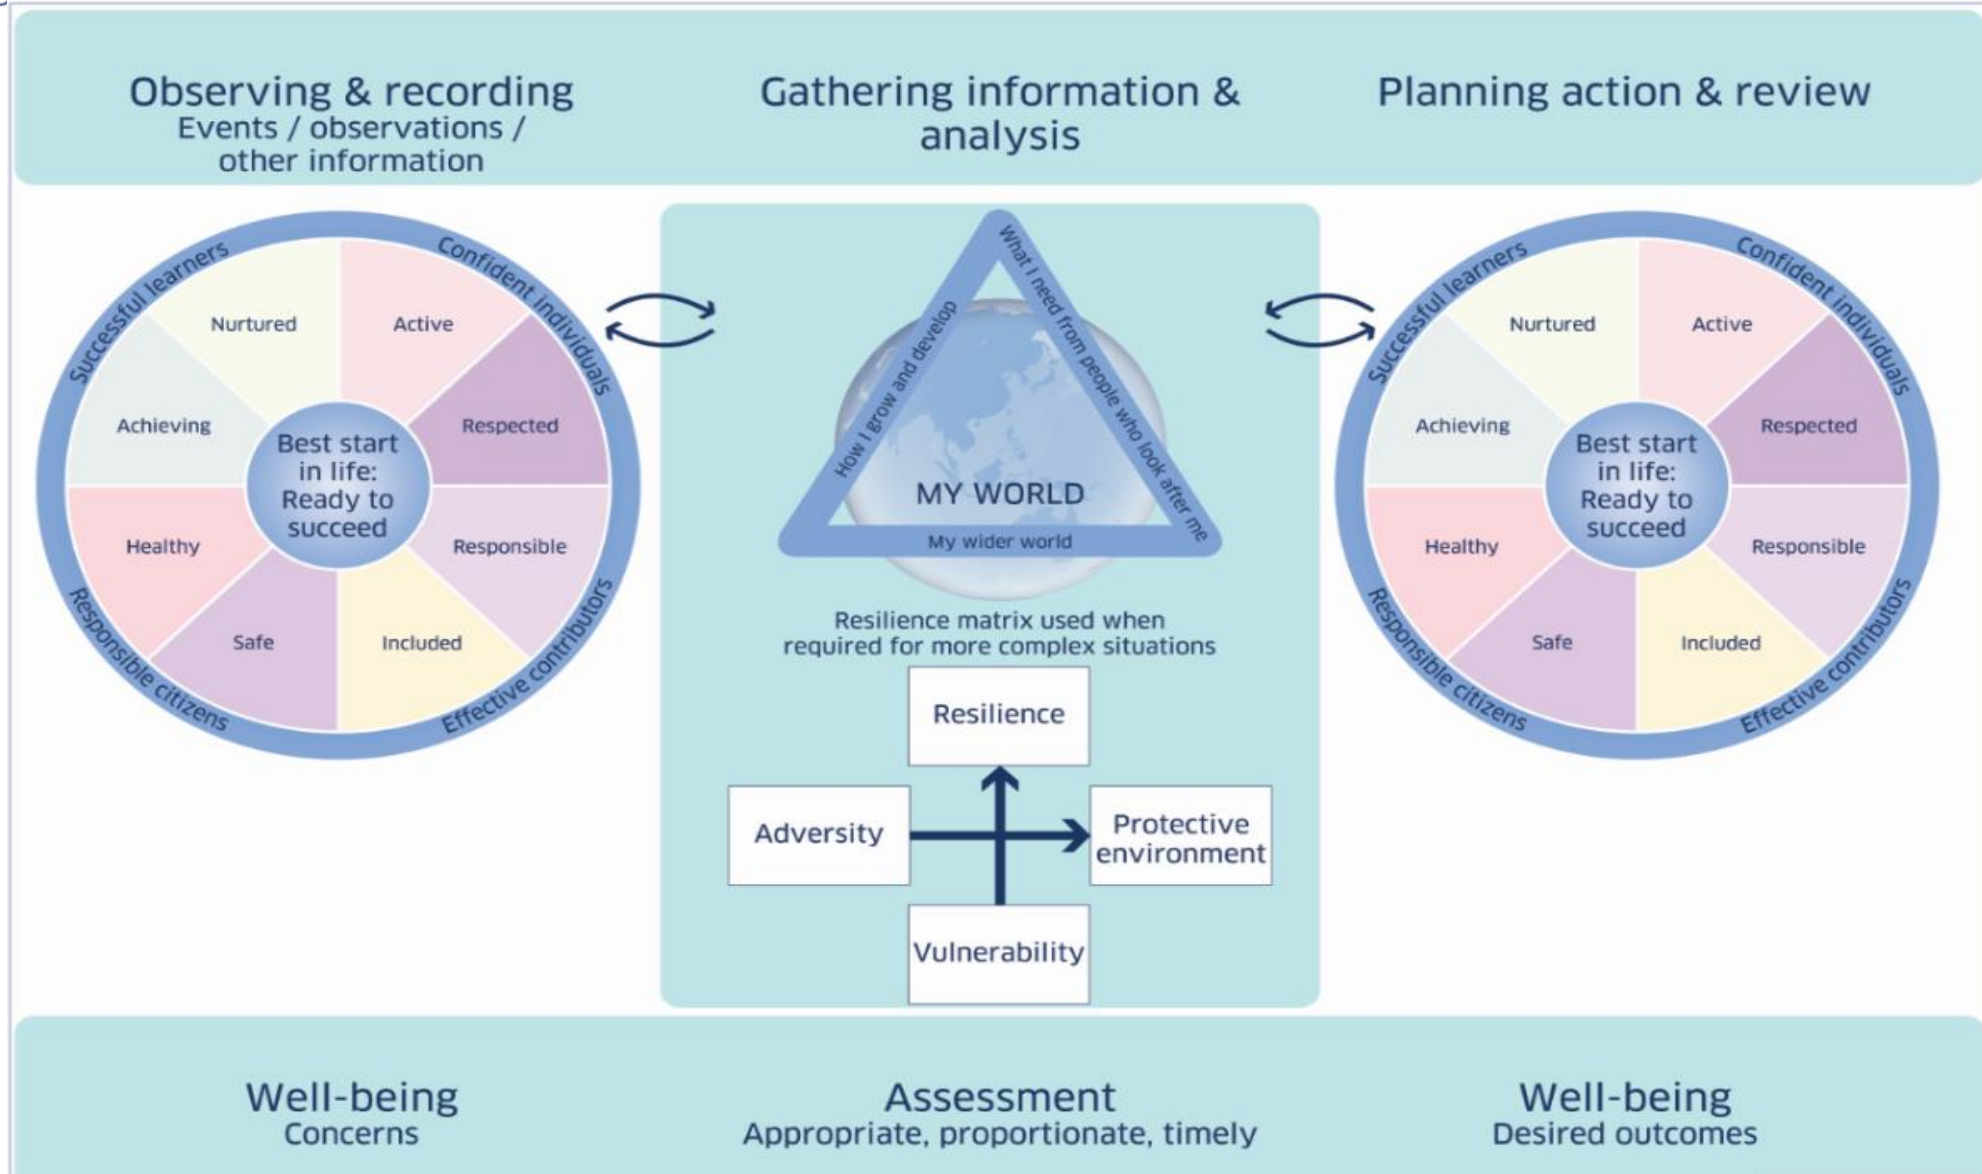 Observing & recording
Events / observations /
other information
Gathering information &
analysis
Planning action & review
Successful learners
Confident individuals
Nurtured
Active
Achieving
Respected
Best start
in life:
Ready to
succeed
Healthy
Responsible
Safe
Included
Responsible citizens
Effective contributors
How I grow and develop
What I need from people who look after me
MY WORLD
My wider world
Resilience matrix used when
required for more complex situations
Resilience
Adversity
Protective
environment
Vulnerability
Successful learners
Confident individuals
Nurtured
Active
Achieving
Respected
Best start
in life:
Ready to
succeed
Healthy
Responsible
Safe
Included
Responsible citizens
Effective contributors
Well-being
Concerns
Assessment
Appropriate, proportionate, timely
Well-being
Desired outcomes